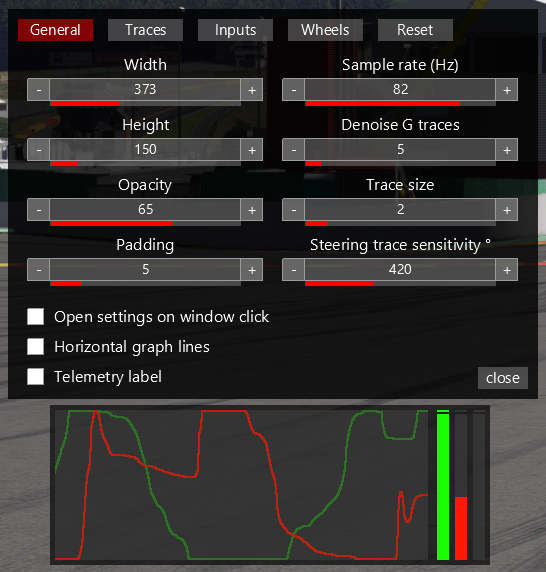 General Traces Inputs Wheels Reset
Width Sample rate (Hz)
- 373 + - 82 +
Height Denoise G traces
- 150 + - 5 +
Opacity Trace size
- 65 + - 2 +
Padding Steering trace sensitivity °
- 5 + - 420 +
Open settings on window click
Horizontal graph lines
Telemetry label
close